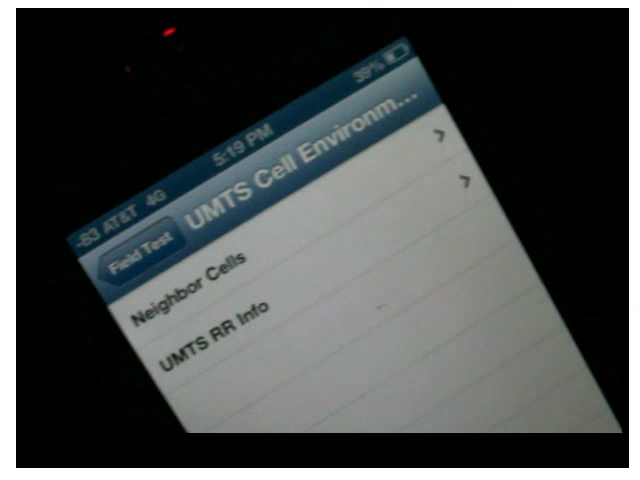 -83 AT&T 4G 5:19 PM 39%
Field Test UMTS Cell Environm...
Neighbor Cells
UMTS RR Info